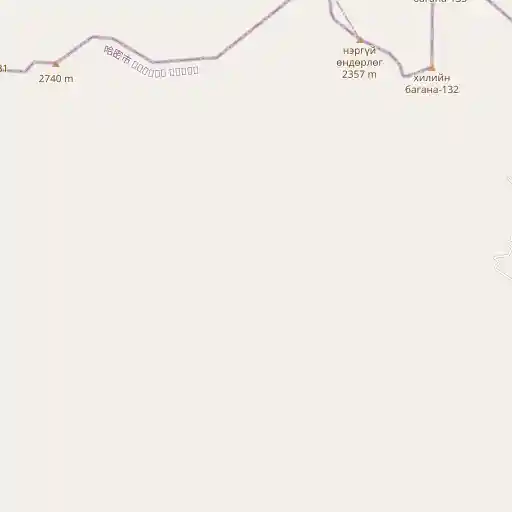 нэргүй
өндөрлөг
2357 m
2740 m
хилийн
багана-132
哈密市